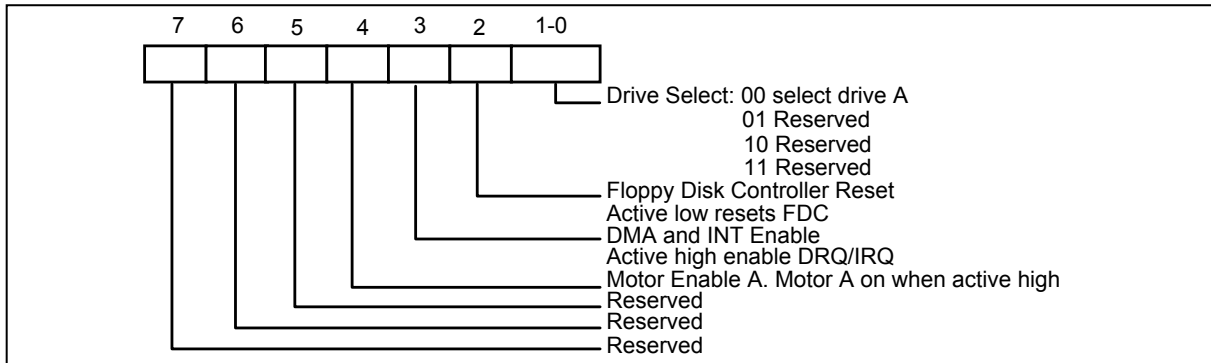 7 6 5 4 3 2 1-0
Drive Select: 00 select drive A
01 Reserved
10 Reserved
11 Reserved
Floppy Disk Controller Reset
Active low resets FDC
DMA and INT Enable
Active high enable DRQ/IRQ
Motor Enable A. Motor A on when active high
Reserved
Reserved
Reserved